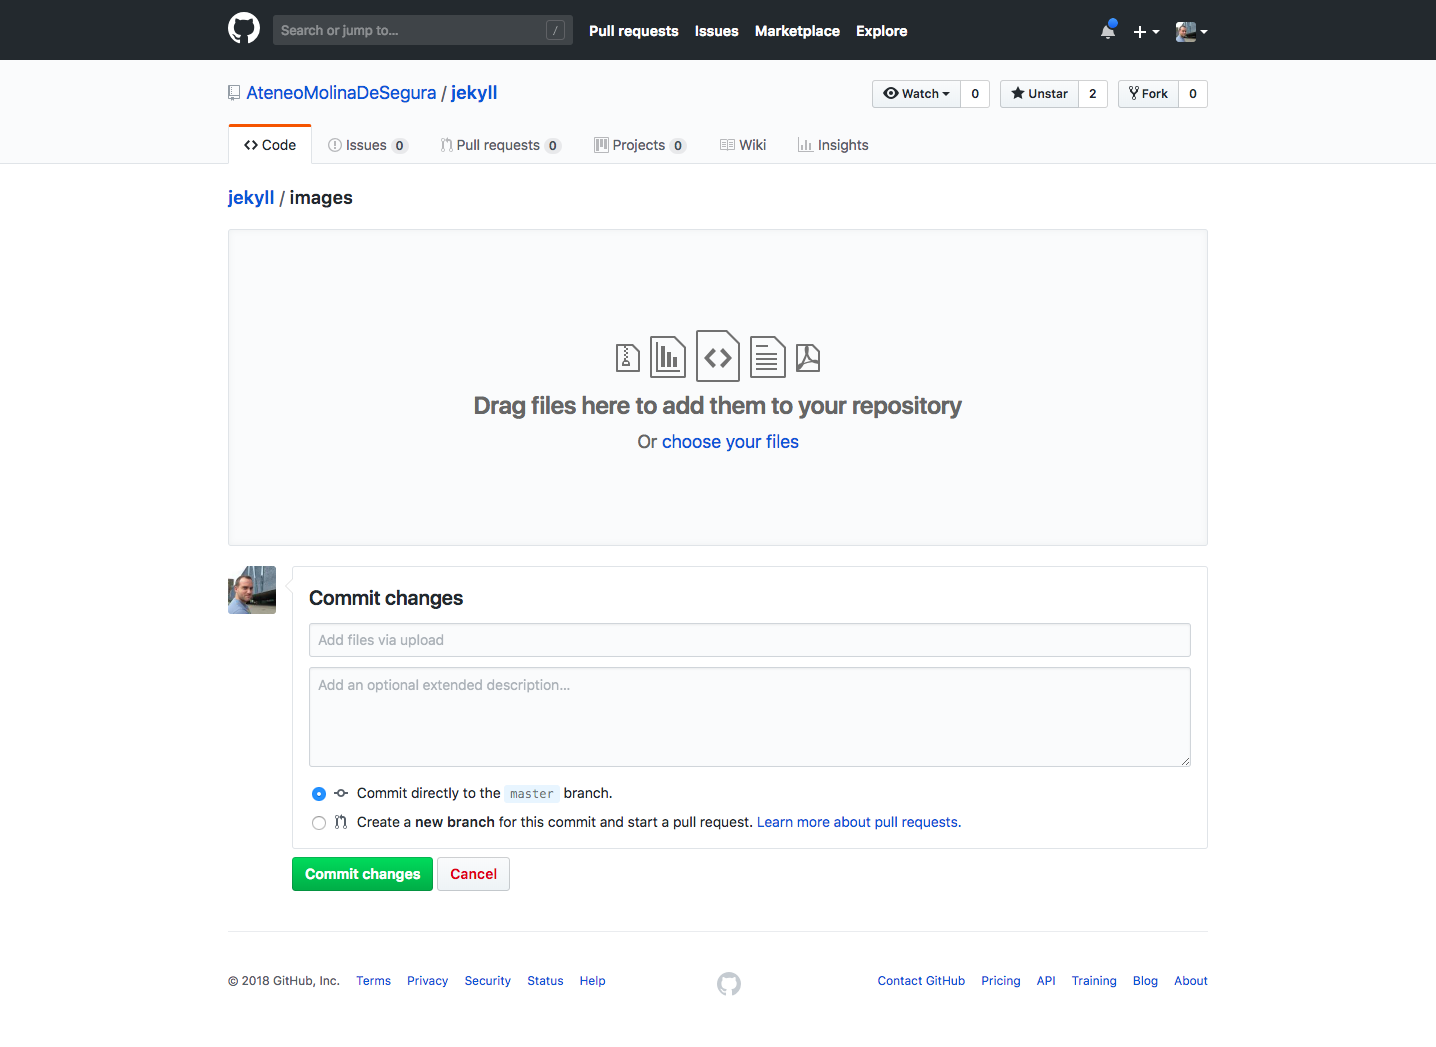 Search or jump to... /
Pull requests Issues Marketplace Explore
AteneoMolinaDeSegura / jekyll
Watch 0 Unstar 2 Fork 0
Code Issues 0 Pull requests 0 Projects 0 Wiki Insights
jekyll / images
Drag files here to add them to your repository
Or choose your files
Commit changes
Add files via upload
Add an optional extended description...
Commit directly to the master branch.
Create a new branch for this commit and start a pull request. Learn more about pull requests.
Commit changes Cancel
© 2018 GitHub, Inc. Terms Privacy Security Status Help Contact GitHub Pricing API Training Blog About